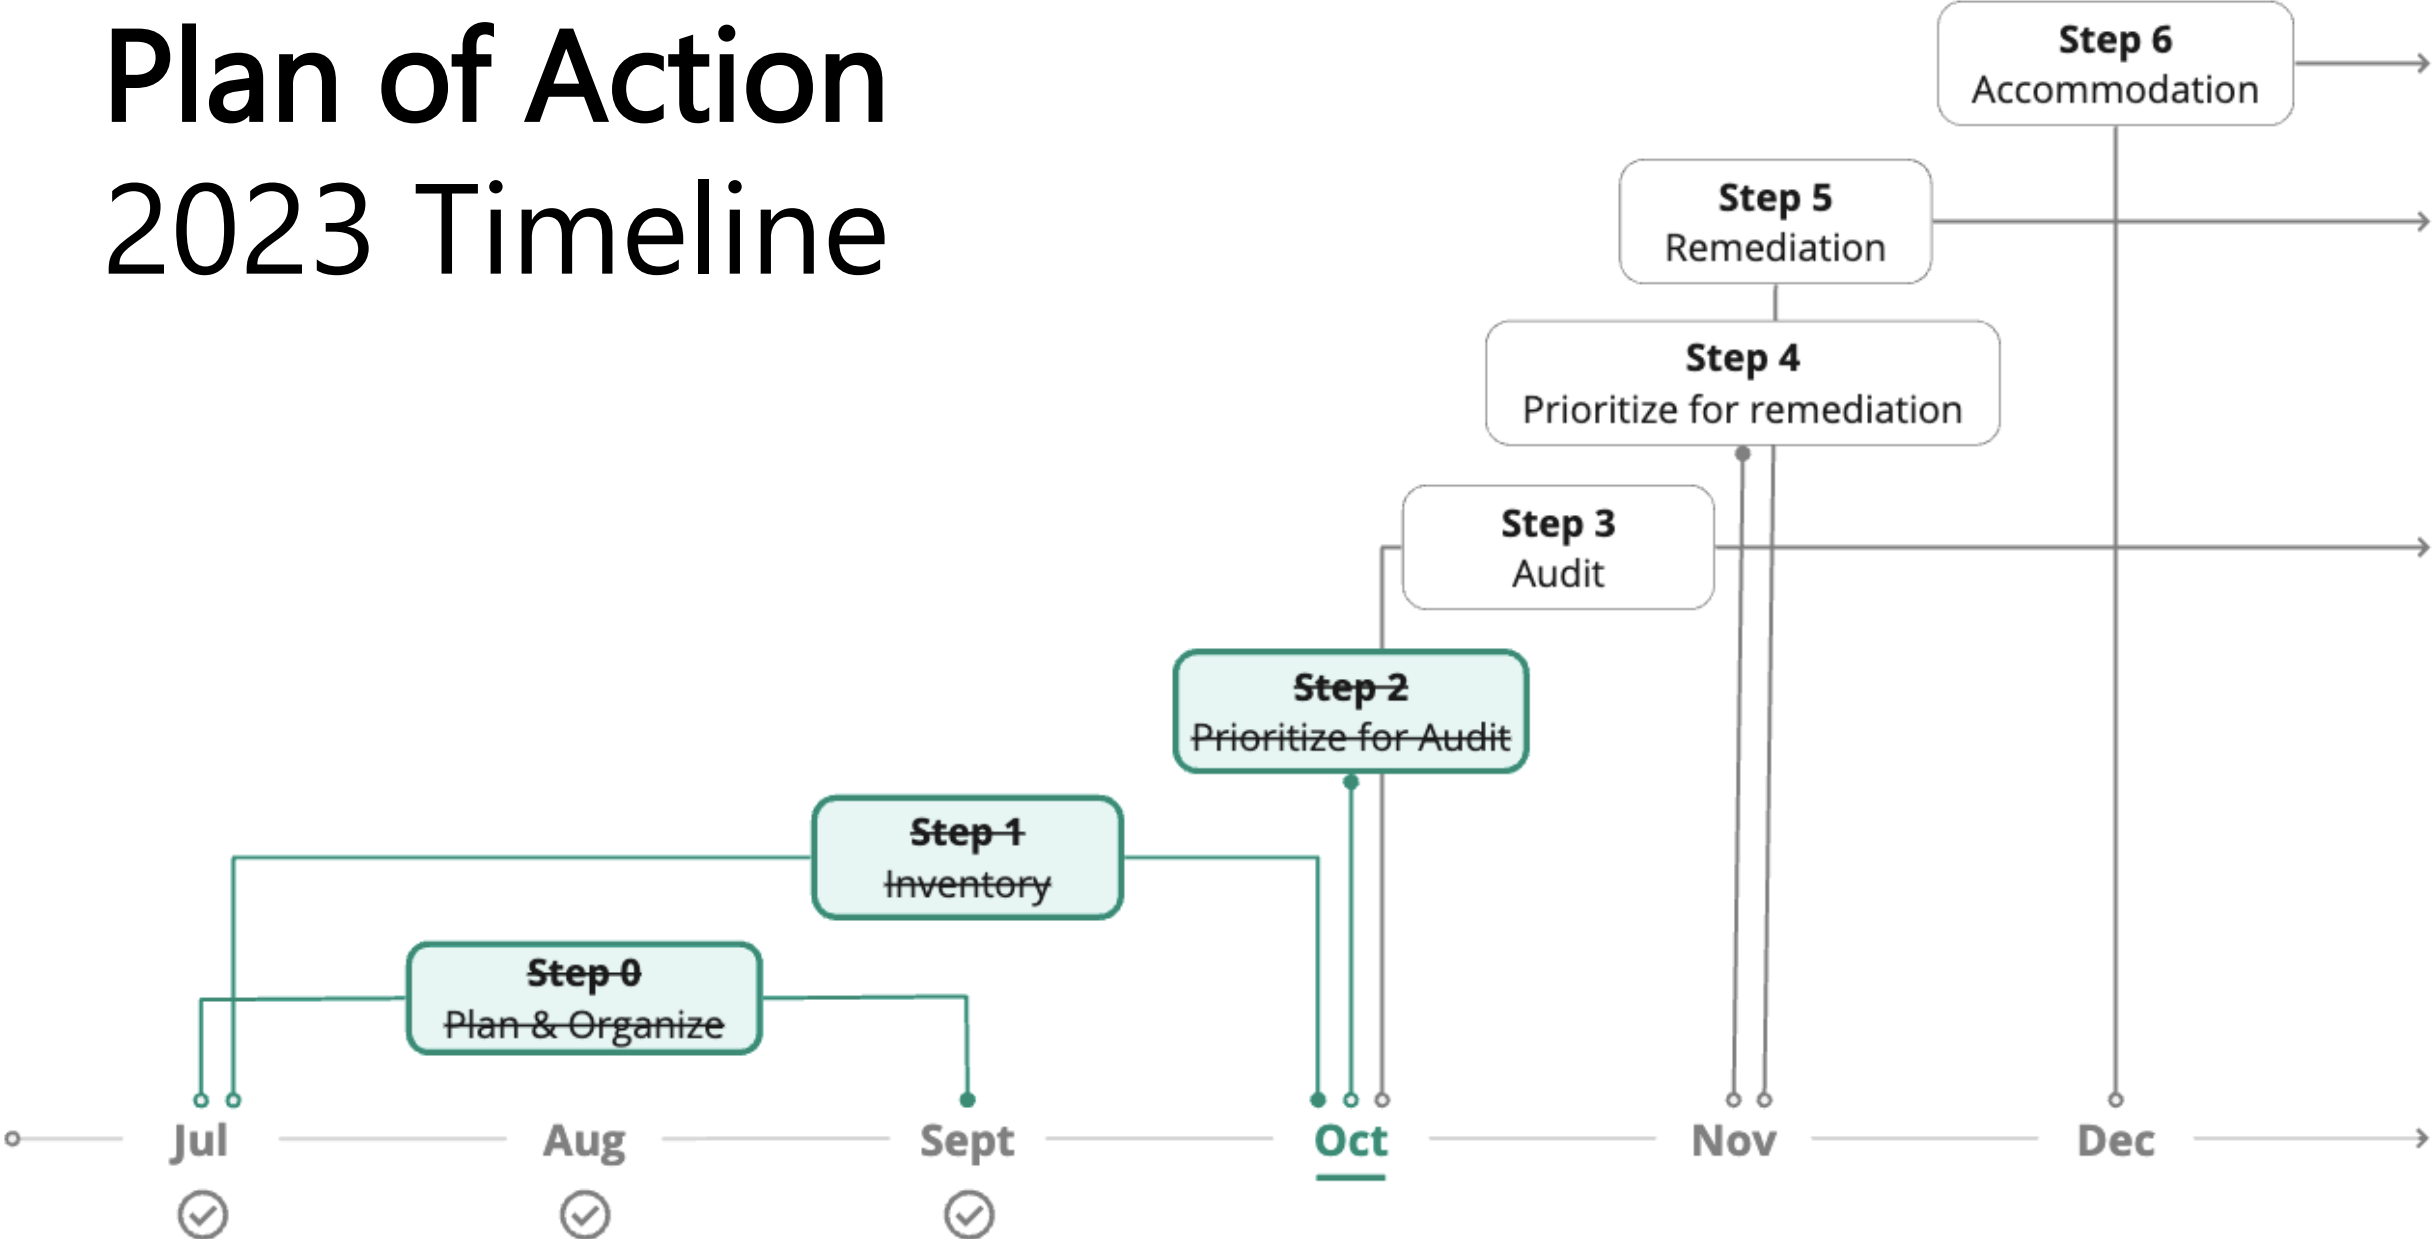 Plan of Action
2023 Timeline
Step 6
Accommodation
Step 5
Remediation
Step 4
Prioritize for remediation
Step 3
Audit
Step 2
Prioritize for Audit
Step 1
Inventory
Step 0
Plan & Organize
Jul Aug Sept Oct Nov Dec